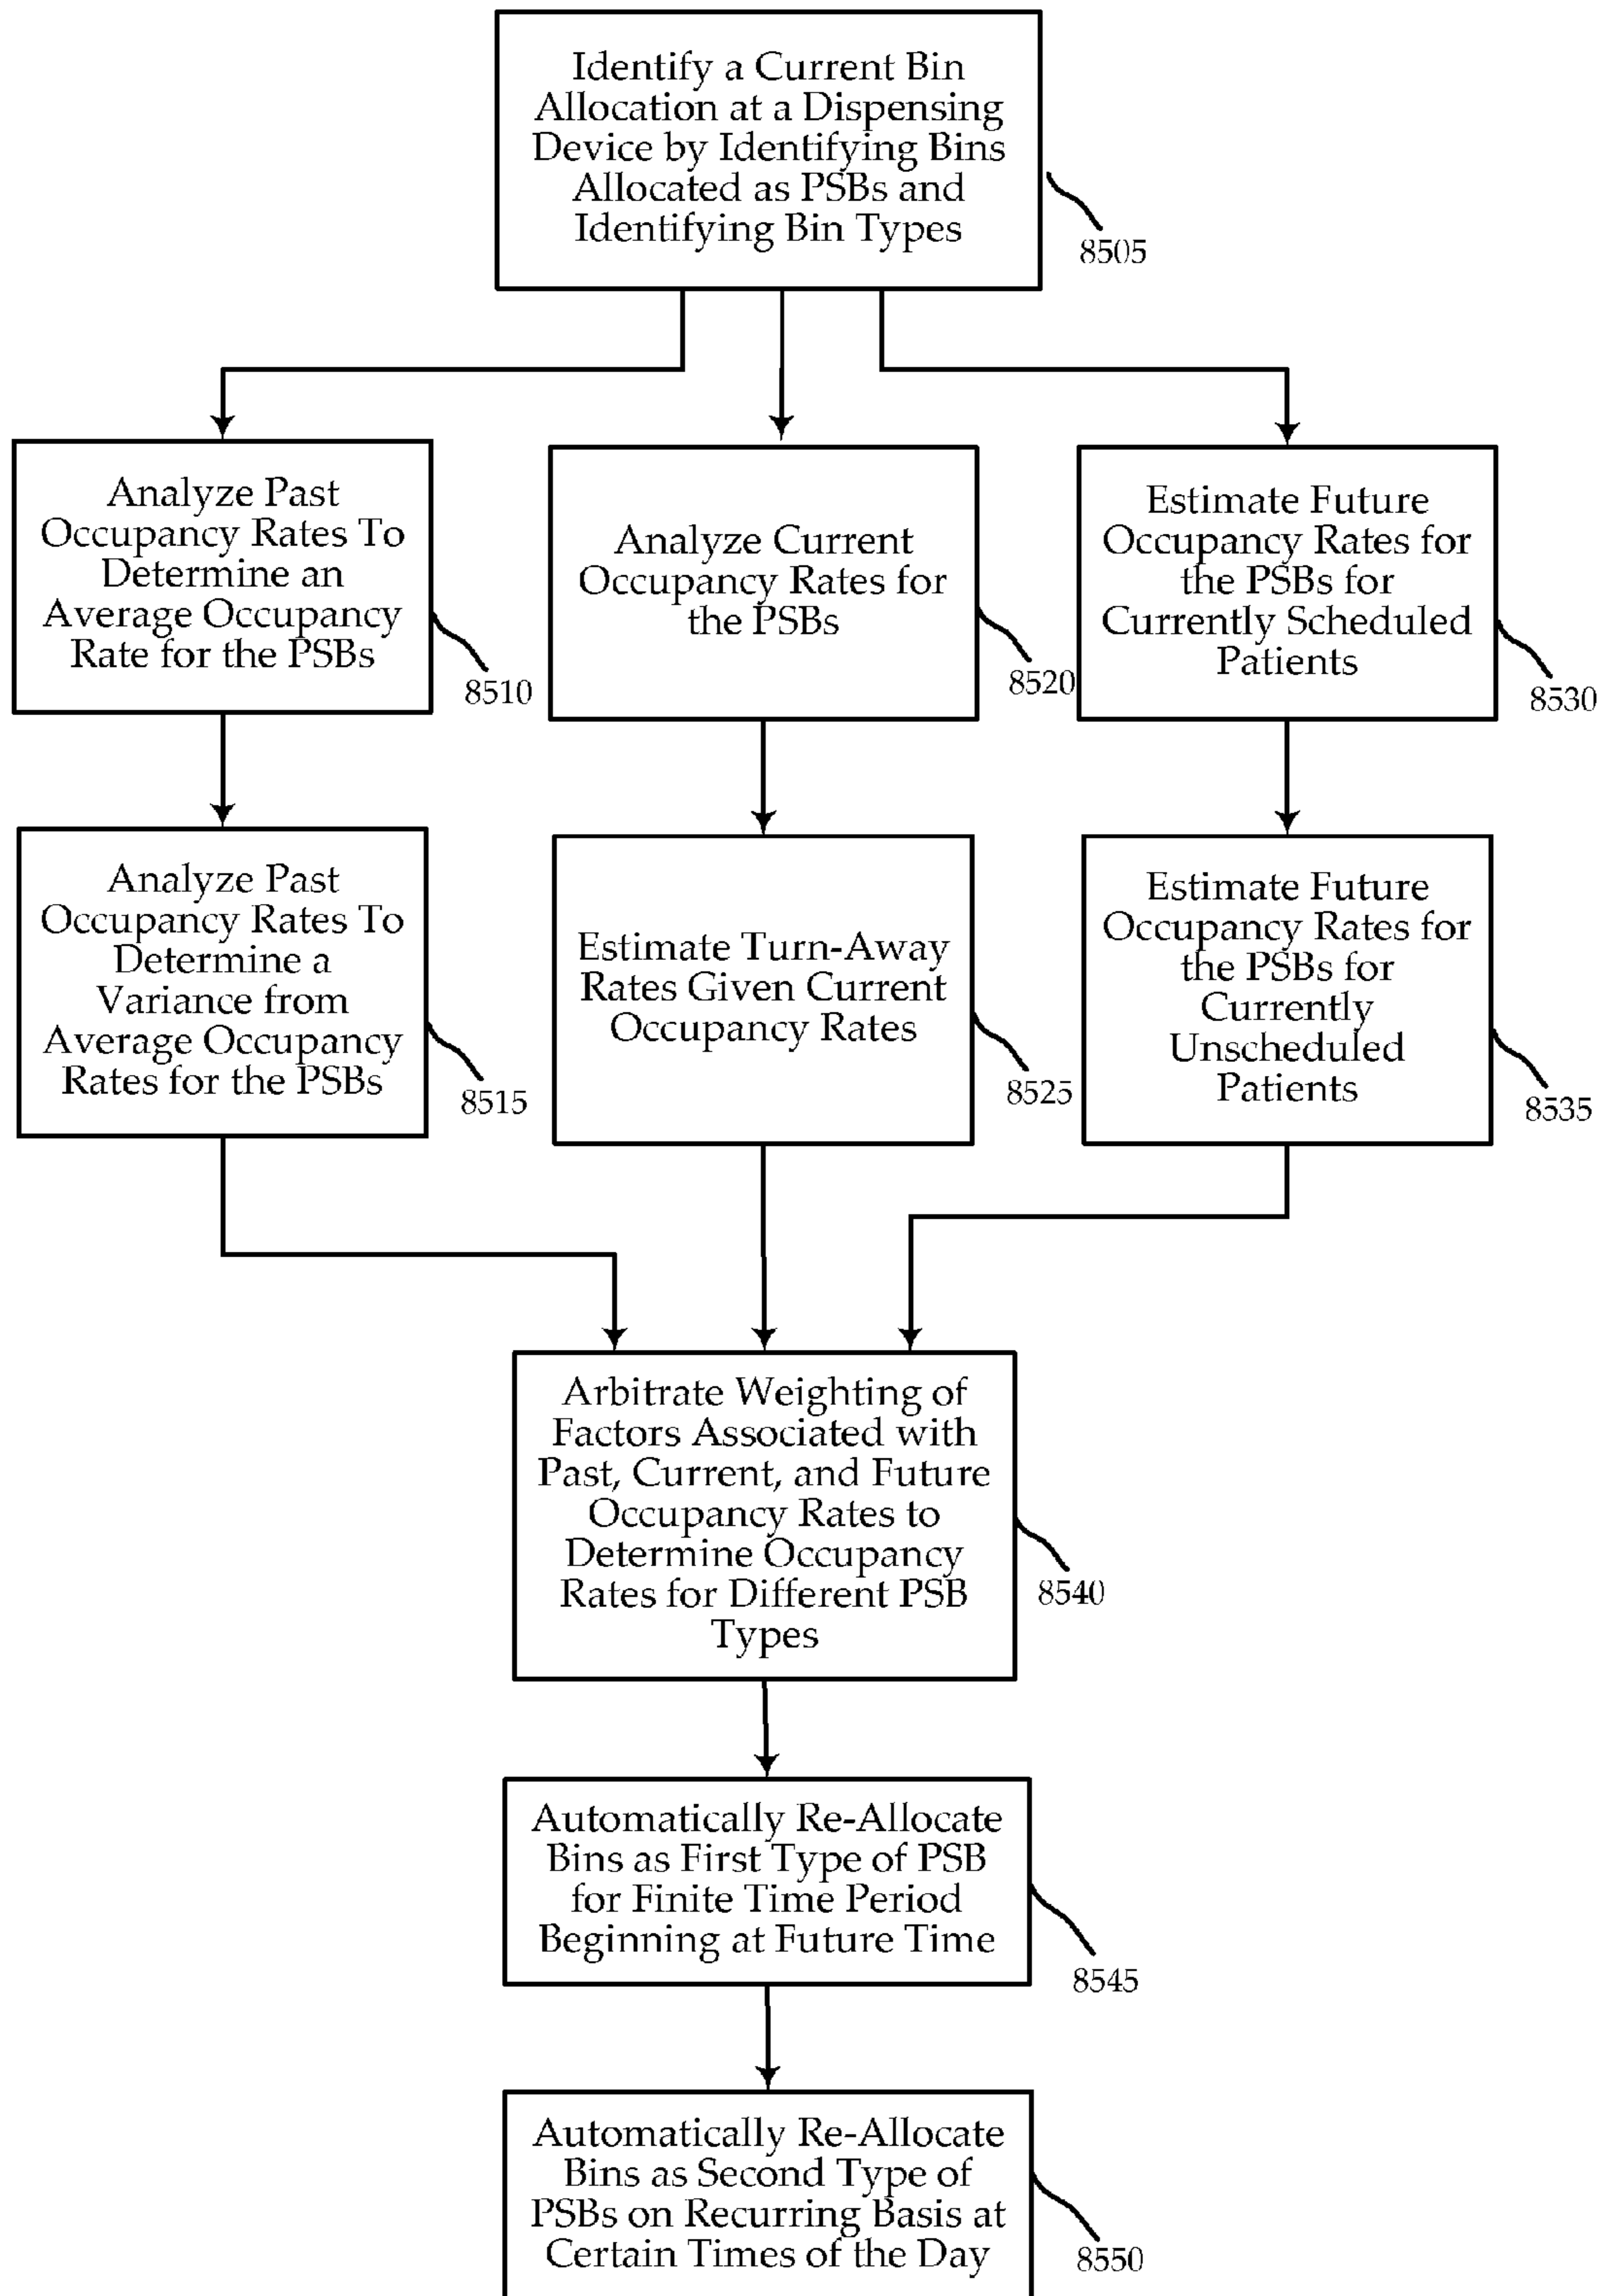 Identify a Current Bin
Allocation at a Dispensing
Device by Identifying Bins
Allocated as PSBs and
Identifying Bin Types
8505
Analyze Past
Occupancy Rates To
Determine an
Average Occupancy
Rate for the PSBs
8510
Analyze Current
Occupancy Rates for
the PSBs
8520
Estimate Future
Occupancy Rates for
the PSBs for
Currently Scheduled
Patients
8530
Analyze Past
Occupancy Rates To
Determine a
Variance from
Average Occupancy
Rates for the PSBs
8515
Estimate Turn-Away
Rates Given Current
Occupancy Rates
8525
Estimate Future
Occupancy Rates for
the PSBs for
Currently
Unscheduled
Patients
8535
Arbitrate Weighting of
Factors Associated with
Past, Current, and Future
Occupancy Rates to
Determine Occupancy
Rates for Different PSB
Types
8540
Automatically Re-Allocate
Bins as First Type of PSB
for Finite Time Period
Beginning at Future Time
8545
Automatically Re-Allocate
Bins as Second Type of
PSBs on Recurring Basis at
Certain Times of the Day
8550